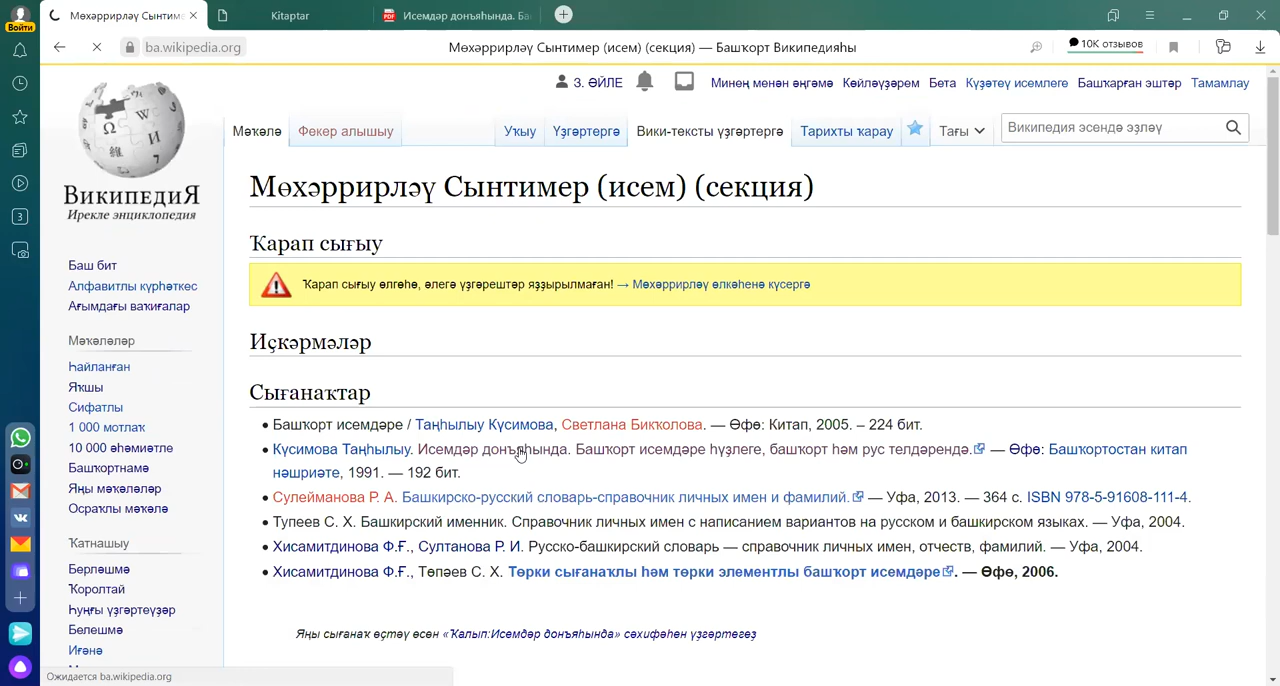 Войти
Мөхәррирләү Сынтиме
Kitaptar
Исемдәр донъяһында. Ба
ba.wikipedia.org
Мөхәррирләү Сынтимер (исем) (секция) — Башҡорт Википедияһы
10K отзывов
З. ӘЙЛЕ
Минең менән әңгәмә
Көйләүҙәрем
Бета
Күҙәтеү исемлеге
Башҡарған эштәр
Тамамлау
Мәҡәлә
Фекер алышыу
Уҡыу
Үҙгәртергә
Вики-тексты үҙгәртергә
Тарихты ҡарау
Тағы
Википедия эсендә эҙләү
ВикипедиЯ
Ирекле энциклопедия
Мөхәррирләү Сынтимер (исем) (секция)
Ҡарап сығыу
Ҡарап сығыу өлгөһө, әлегә үҙгәрештәр яҙҙырылмаған! → Мөхәррирләү өлкәһенә күсергә
Иҫкәрмәләр
Сығанаҡтар
Башҡорт исемдәре / Таңһылыу Күсимова, Светлана Бикҡолова. — Өфө: Китап, 2005. – 224 бит.
Күсимова Таңһылыу. Исемдәр донъяһында. Башҡорт исемдәре һүҙлеге, башҡорт һәм рус телдәрендә. — Өфө: Башҡортостан китап
нәшриәте, 1991. — 192 бит.
Сулейманова Р. А. Башкирско-русский словарь-справочник личных имен и фамилий. — Уфа, 2013. — 364 с. ISBN 978-5-91608-111-4.
Тупеев С. Х. Башкирский именник. Справочник личных имен с написанием вариантов на русском и башкирском языках. — Уфа, 2004.
Хисамитдинова Ф.Ғ., Султанова Р. И. Русско-башкирский словарь — справочник личных имен, отчеств, фамилий. — Уфа, 2004.
Хисамитдинова Ф.Ғ., Төпәев С. Х. Төрки сығанаҡлы һәм төрки элементлы башҡорт исемдәре. — Өфө, 2006.
Яңы сығанаҡ өҫтәү өсөн «Ҡалып:Исемдәр донъяһында» сәхифәһен үҙгәртегеҙ
Баш бит
Алфавитлы күрһәткес
Ағымдағы ваҡиғалар
Мәҡәләләр
Һайланған
Яҡшы
Сифатлы
1 000 мотлаҡ
10 000 әһәмиәтле
Башҡортнамә
Яңы мәҡәләләр
Осраҡлы мәҡәлә
Ҡатнашыу
Берләшмә
Ҡоролтай
Һуңғы үҙгәртеүҙәр
Белешмә
Иғәнә
Ожидается ba.wikipedia.org